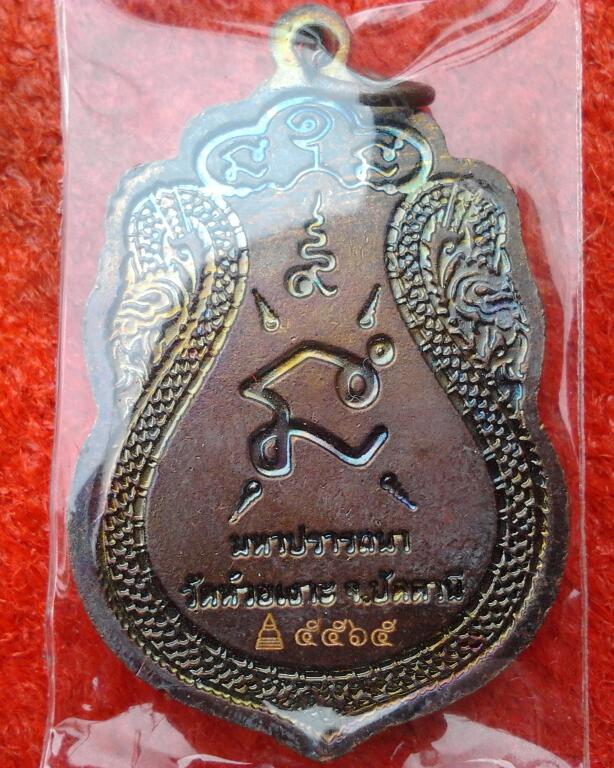 มหาปรารถนา
วัดห้วยเงาะ จ.ปัตตานี
๕๕๖๕